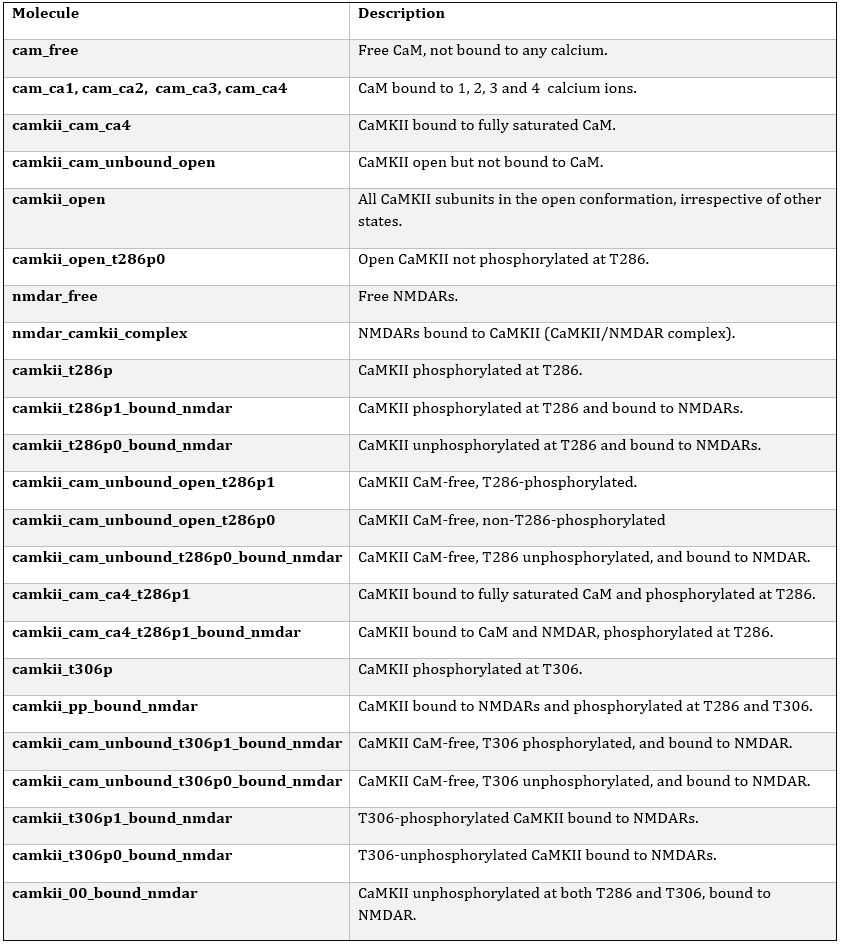 Molecule Description
cam_free Free CaM, not bound to any calcium.
cam_ca1, cam_ca2,  cam_ca3, cam_ca4 CaM bound to 1, 2, 3 and 4  calcium ions.
camkii_cam_ca4 CaMKII bound to fully saturated CaM.
camkii_cam_unbound_open CaMKII open but not bound to CaM.
camkii_open All CaMKII subunits in the open conformation, irrespective of other
states.
camkii_open_t286p0 Open CaMKII not phosphorylated at T286.
nmdar_free Free NMDARs.
nmdar_camkii_complex NMDARs bound to CaMKII (CaMKII/NMDAR complex).
camkii_t286p CaMKII phosphorylated at T286.
camkii_t286p1_bound_nmdar CaMKII phosphorylated at T286 and bound to NMDARs.
camkii_t286p0_bound_nmdar CaMKII unphosphorylated at T286 and bound to NMDARs.
camkii_cam_unbound_open_t286p1 CaMKII CaM-free, T286-phosphorylated.
camkii_cam_unbound_open_t286p0 CaMKII CaM-free, non-T286-phosphorylated
camkii_cam_unbound_t286p0_bound_nmdar CaMKII CaM-free, T286 unphosphorylated, and bound to NMDAR.
camkii_cam_ca4_t286p1 CaMKII bound to fully saturated CaM and phosphorylated at T286.
camkii_cam_ca4_t286p1_bound_nmdar CaMKII bound to CaM and NMDAR, phosphorylated at T286.
camkii_t306p CaMKII phosphorylated at T306.
camkii_pp_bound_nmdar CaMKII bound to NMDARs and phosphorylated at T286 and T306.
camkii_cam_unbound_t306p1_bound_nmdar CaMKII CaM-free, T306 phosphorylated, and bound to NMDAR.
camkii_cam_unbound_t306p0_bound_nmdar CaMKII CaM-free, T306 unphosphorylated, and bound to NMDAR.
camkii_t306p1_bound_nmdar T306-phosphorylated CaMKII bound to NMDARs.
camkii_t306p0_bound_nmdar T306-unphosphorylated CaMKII bound to NMDARs.
camkii_00_bound_nmdar CaMKII unphosphorylated at both T286 and T306, bound to
NMDAR.